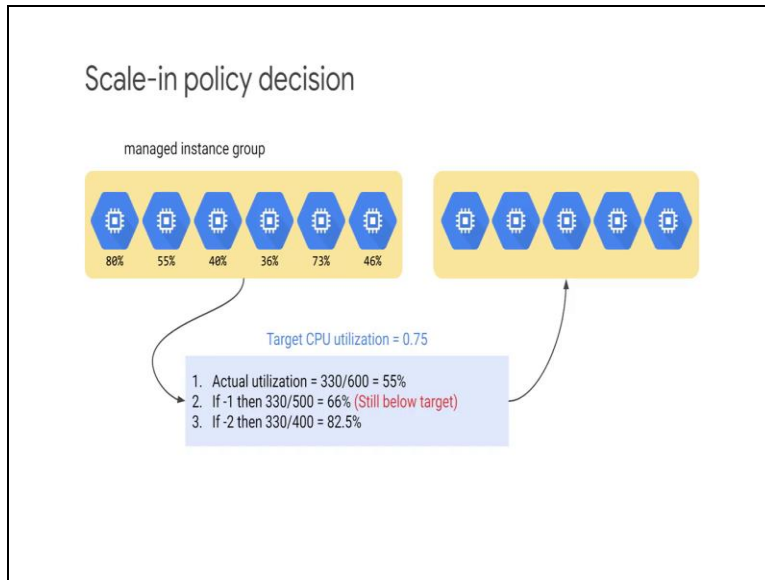 Scale-in policy decision
managed instance group
80% 55% 40% 36% 73% 46%
Target CPU utilization = 0.75
1. Actual utilization = 330/600 = 55%
2. If -1 then 330/500 = 66% (Still below target)
3. If -2 then 330/400 = 82.5%